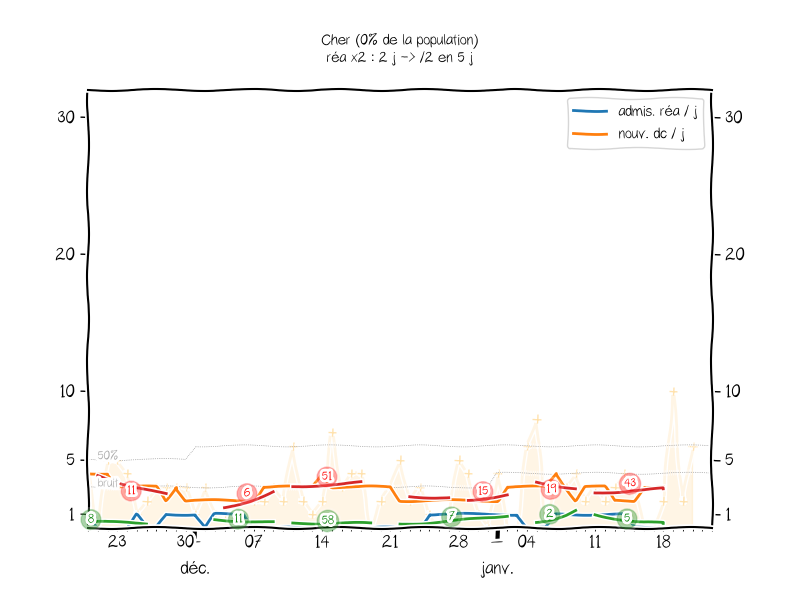 Cher (0% de la population)
réa x2 : 2 j -> /2 en 5 j
admis. réa / j
nouv. dc / j
30 30
20 20
10 10
5 5
1 1
50%
bruit
11 6 51 15 19 43
8 11 58 7 2 5
23 30 07 14 21 28 04 11 18
déc. janv.